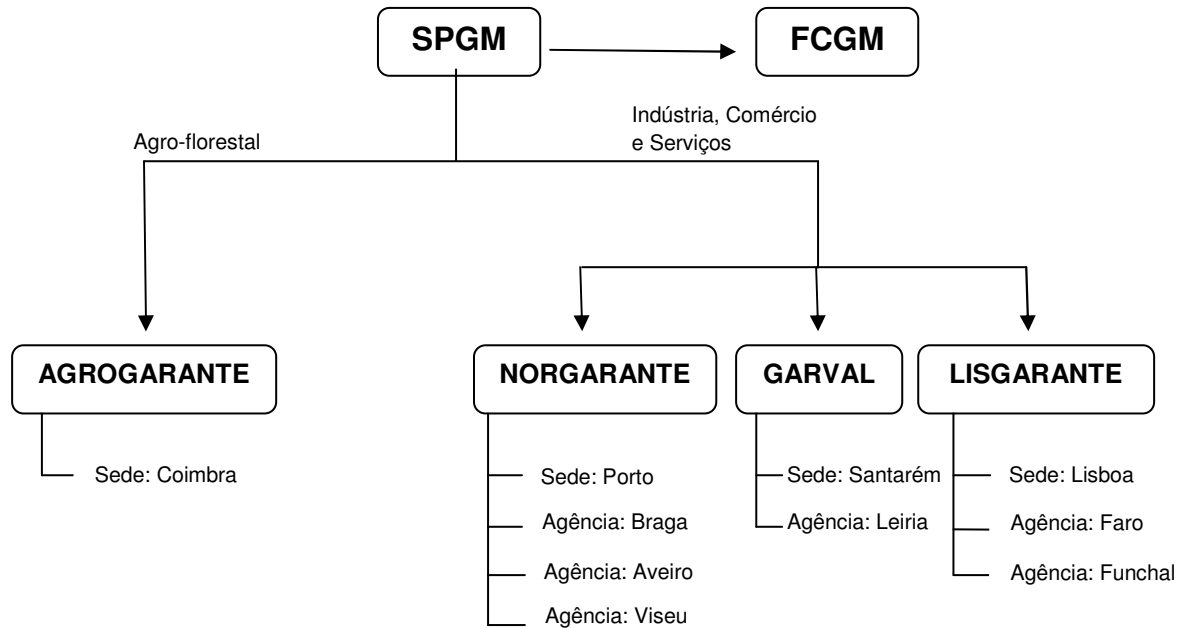 SPGM
FCGM
Agro-florestal
Indústria, Comércio
e Serviços
AGROGARANTE
NORGARANTE
GARVAL
LISGARANTE
Sede: Coimbra
Sede: Porto
Agência: Braga
Agência: Aveiro
Agência: Viseu
Sede: Santarém
Agência: Leiria
Sede: Lisboa
Agência: Faro
Agência: Funchal